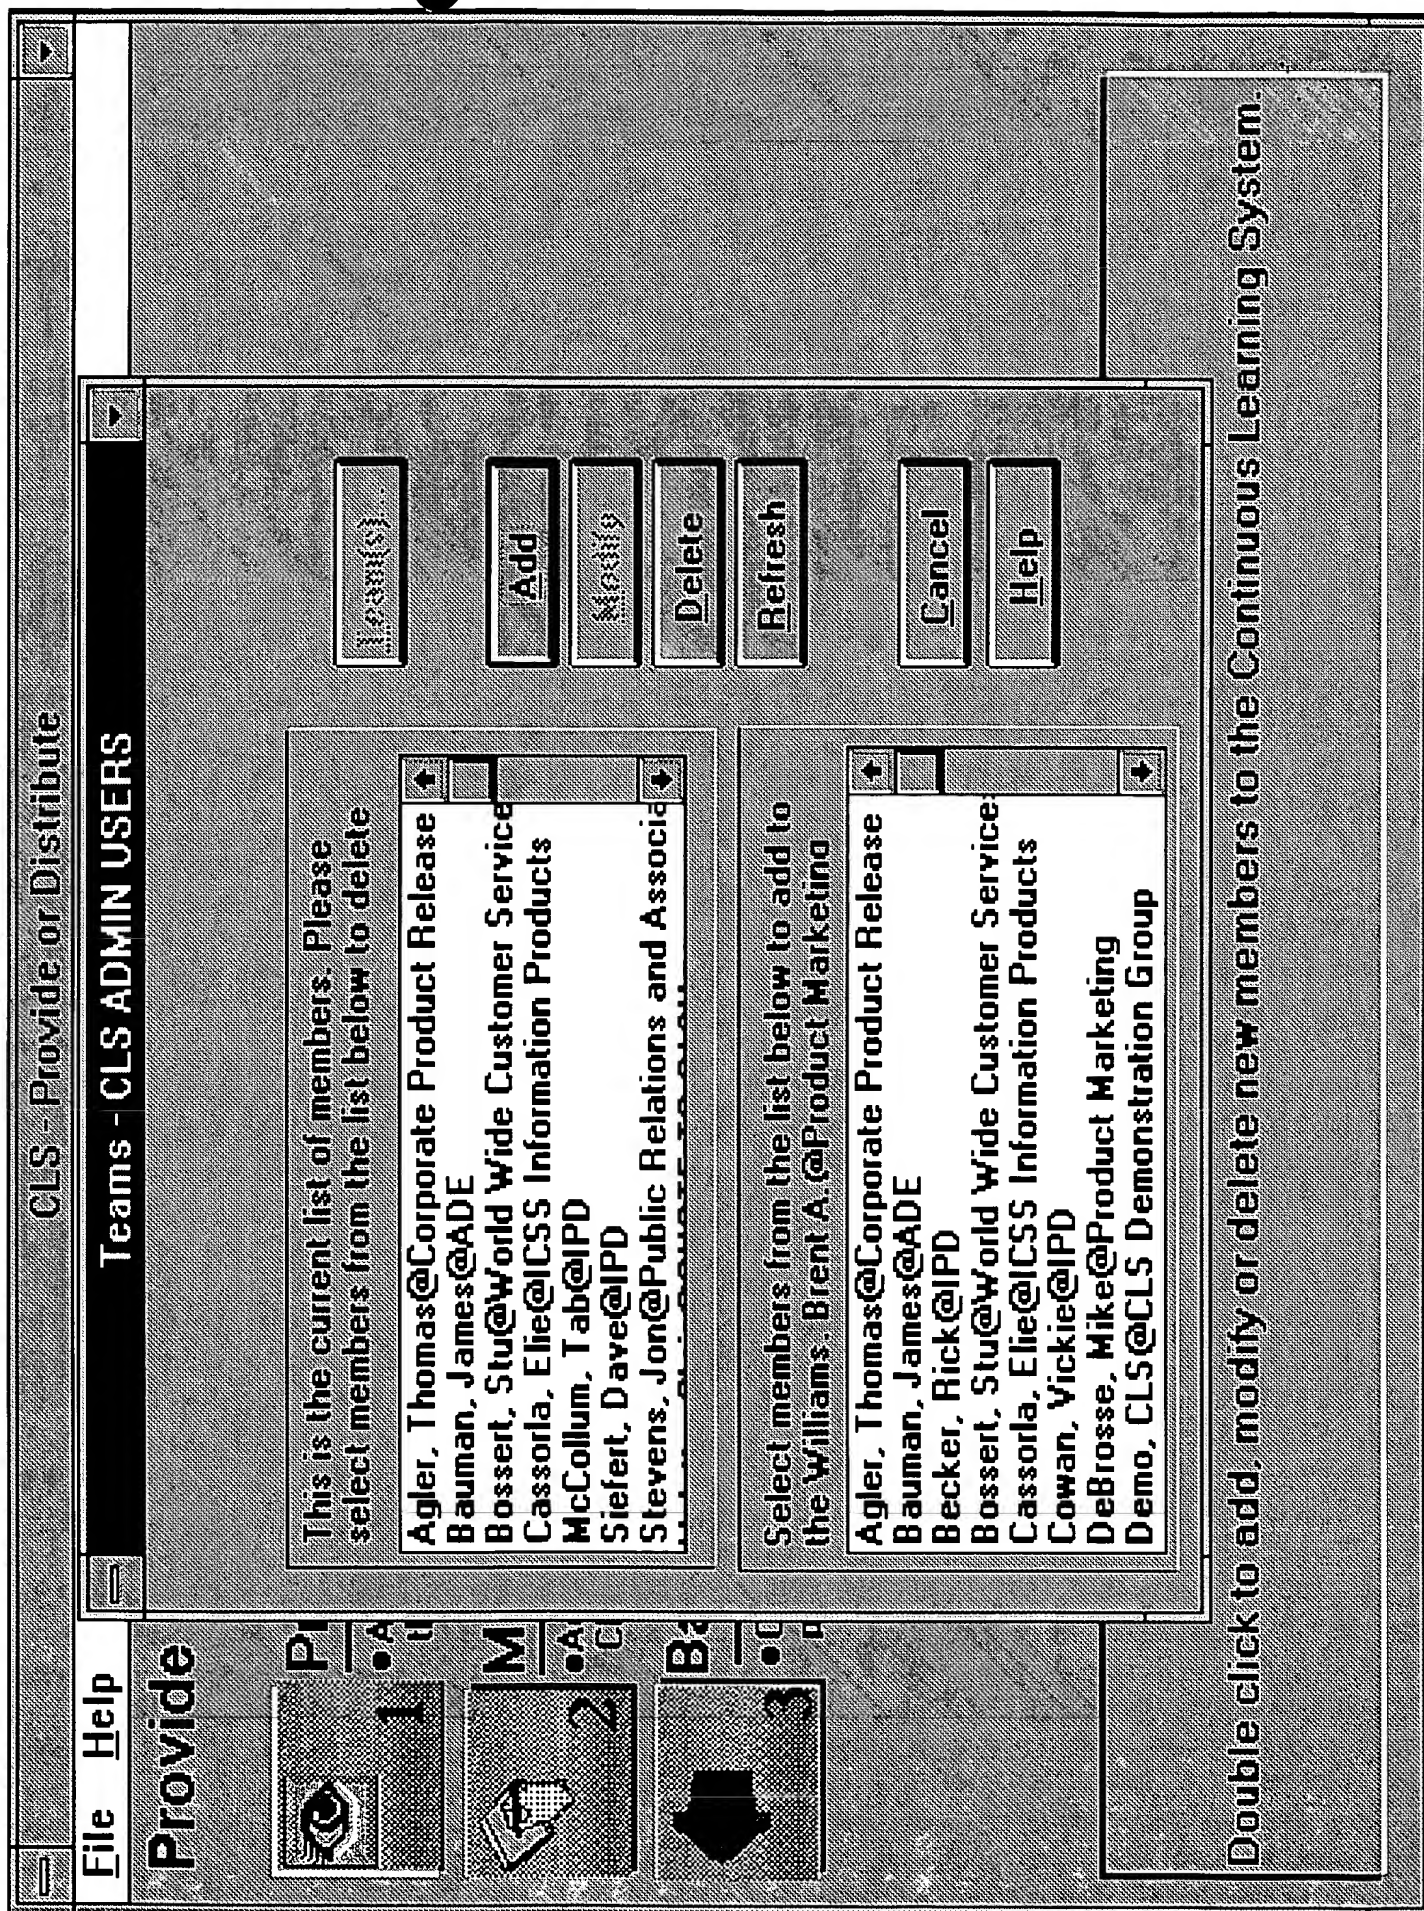 CLS - Provide or Distribute
File Help
Teams - CLS ADMIN USERS
Provide
This is the current list of members. Please
select members from the list below to delete
Agler, Thomas@Corporate Product Release
Bauman, James@ADE
Bossert, Stu@World Wide Customer Service
Cassorla, Elie@ICSS Information Products
McCollum, Tab@IPD
Siefert, Dave@IPD
Stevens, Jon@Public Relations and Associa
Select members from the list below to add to
the Williams, Brent A.@Product Marketing
Agler, Thomas@Corporate Product Release
Bauman, James@ADE
Becker, Rick@IPD
Bossert, Stu@World Wide Customer Service
Cassorla, Elie@ICSS Information Products
Cowan, Vickie@IPD
DeBrosse, Mike@Product Marketing
Demo, CLS@CLS Demonstration Group
Add
Modify
Delete
Refresh
Cancel
Help
1
2
M
3
Ba
Double click to add, modify or delete new members to the Continuous Learning System.